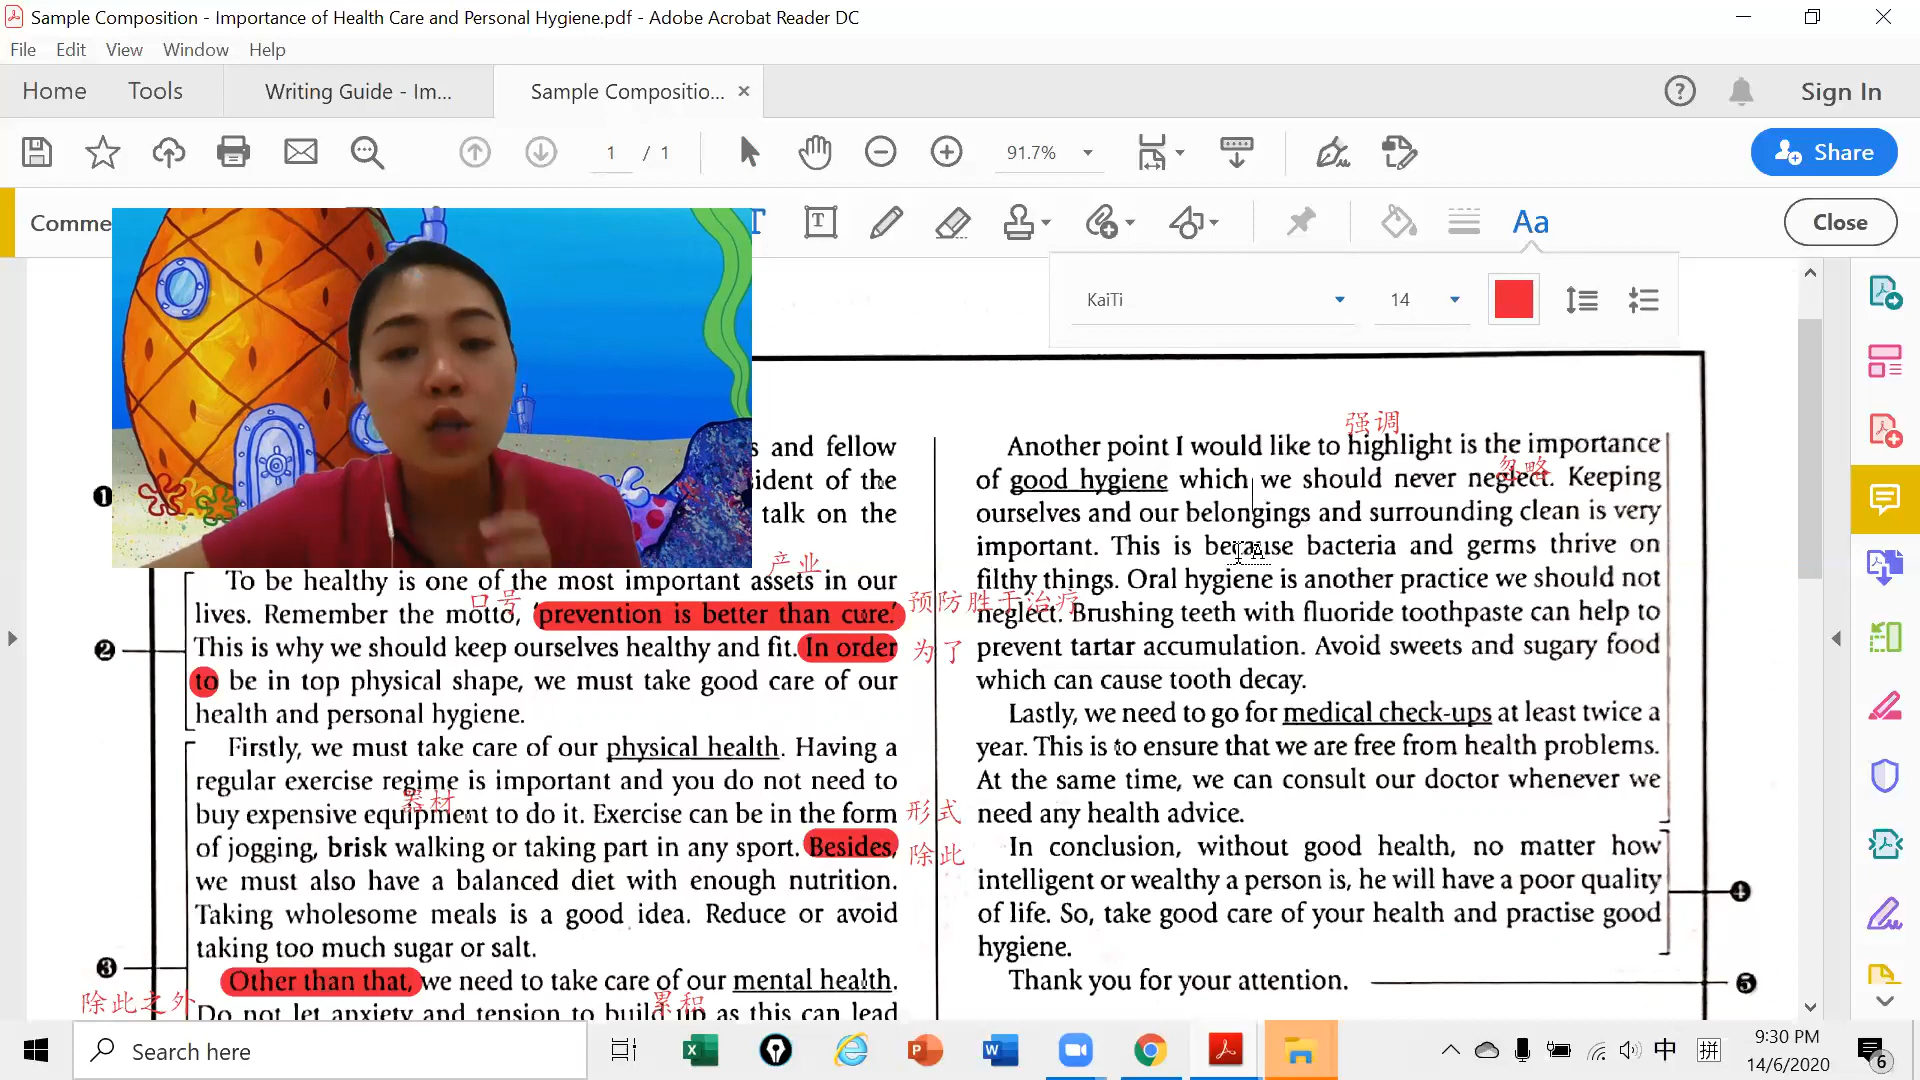 Sample Composition - Importance of Health Care and Personal Hygiene.pdf - Adobe Acrobat Reader DC
File Edit View Window Help
Home Tools Writing Guide - Im... Sample Compositio... Sign In
1 / 1 91.7% Share
Comme Aa Close
KaiTi 14
s and fellow
ident of the
talk on the
1
产业
To be healthy is one of the most important assets in our
口号
lives. Remember the motto, 'prevention is better than cure.' 预防胜于治疗
This is why we should keep ourselves healthy and fit. In order 为了
2
to be in top physical shape, we must take good care of our
health and personal hygiene.
Firstly, we must take care of our physical health. Having a
regular exercise regime is important and you do not need to
器材
buy expensive equipment to do it. Exercise can be in the form 形式
of jogging, brisk walking or taking part in any sport. Besides, 除此
we must also have a balanced diet with enough nutrition.
Taking wholesome meals is a good idea. Reduce or avoid
taking too much sugar or salt.
3
Other than that, we need to take care of our mental health.
除此之外 累积
Do not let anxiety and tension to build up as this can lead
强调
Another point I would like to highlight is the importance
忽略
of good hygiene which we should never neglect. Keeping
ourselves and our belongings and surrounding clean is very
important. This is because bacteria and germs thrive on
filthy things. Oral hygiene is another practice we should not
neglect. Brushing teeth with fluoride toothpaste can help to
prevent tartar accumulation. Avoid sweets and sugary food
which can cause tooth decay.
Lastly, we need to go for medical check-ups at least twice a
year. This is to ensure that we are free from health problems.
At the same time, we can consult our doctor whenever we
need any health advice.
In conclusion, without good health, no matter how
intelligent or wealthy a person is, he will have a poor quality
4
of life. So, take good care of your health and practise good
hygiene.
Thank you for your attention.
5
Search here
中 拼 9:30 PM
14/6/2020 6